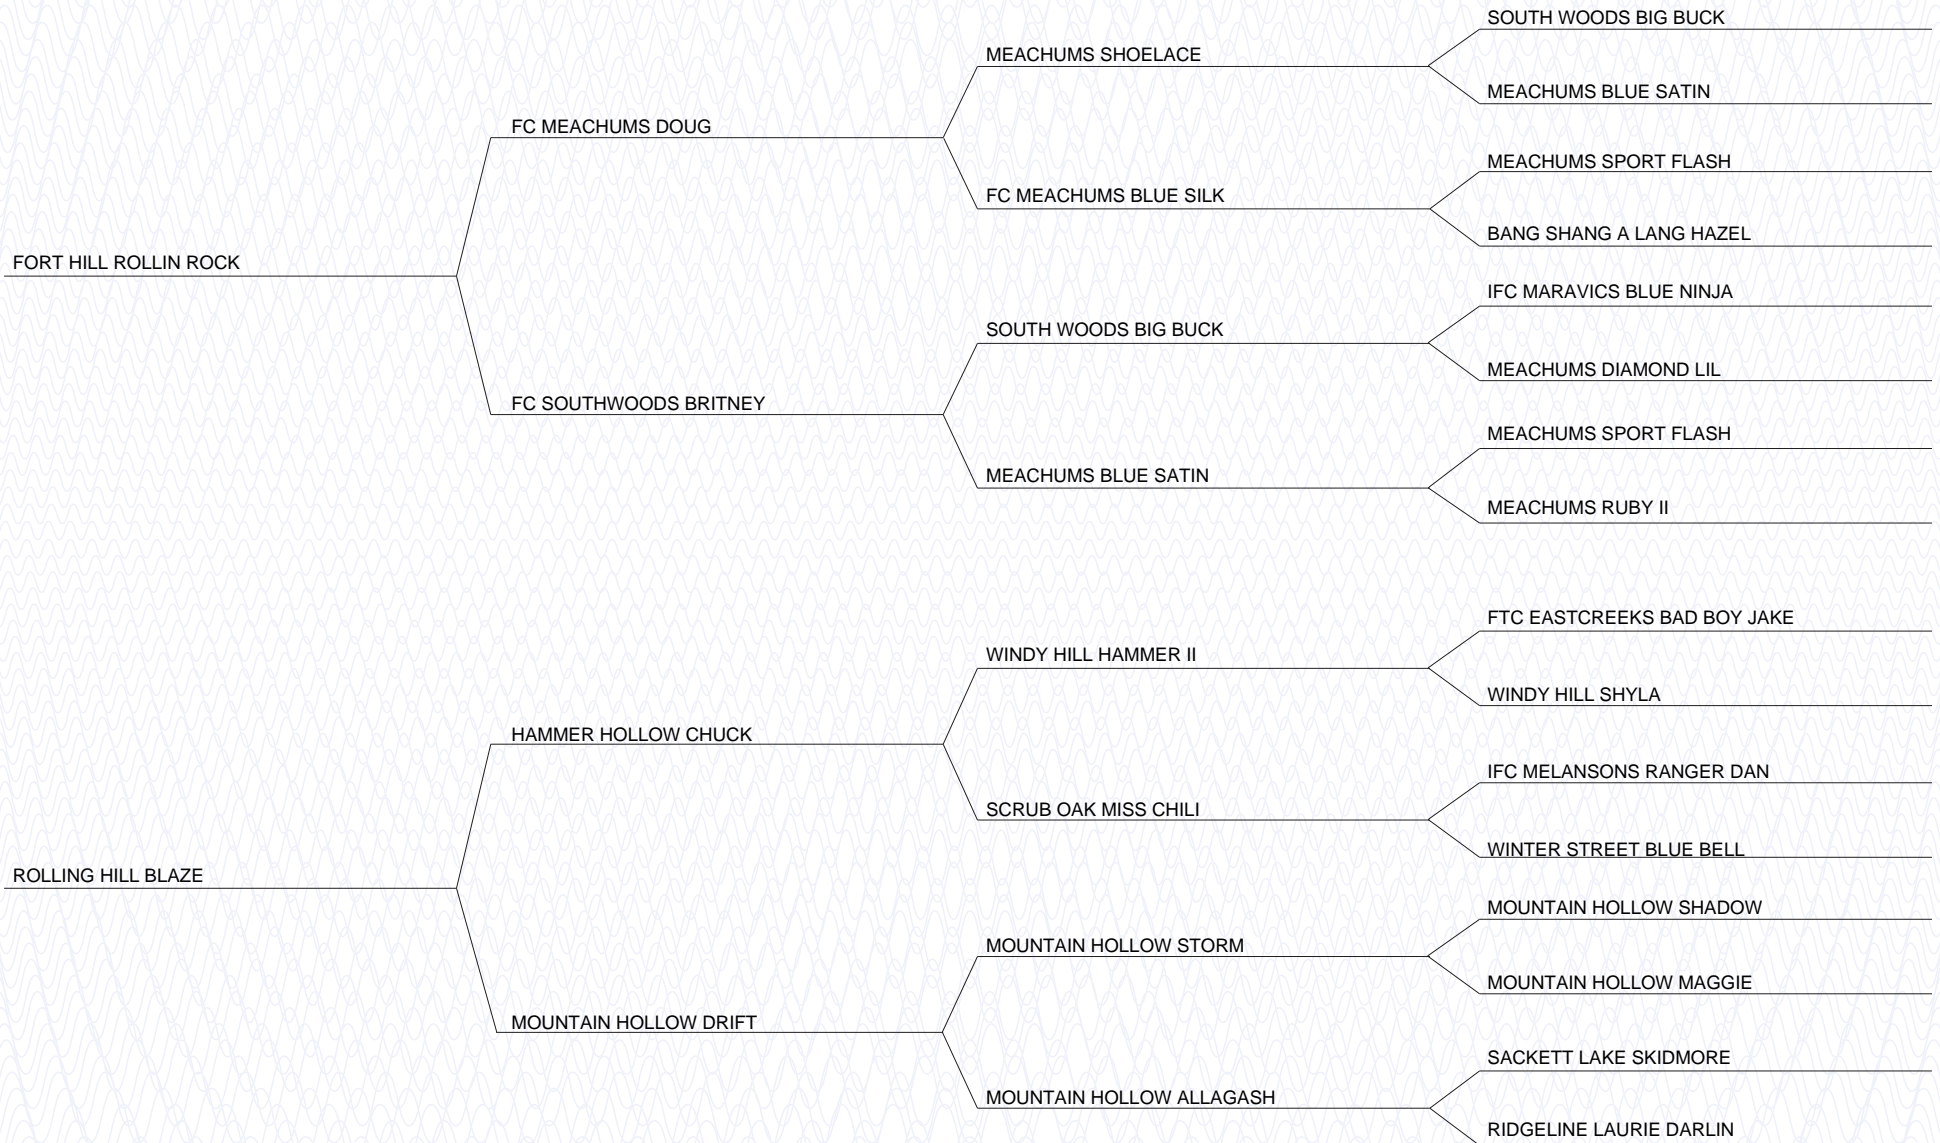 SOUTH WOODS BIG BUCK
MEACHUMS SHOELACE
MEACHUMS BLUE SATIN
FC MEACHUMS DOUG
MEACHUMS SPORT FLASH
FC MEACHUMS BLUE SILK
BANG SHANG A LANG HAZEL
FORT HILL ROLLIN ROCK
IFC MARAVICS BLUE NINJA
SOUTH WOODS BIG BUCK
MEACHUMS DIAMOND LIL
FC SOUTHWOODS BRITNEY
MEACHUMS SPORT FLASH
MEACHUMS BLUE SATIN
MEACHUMS RUBY II
FTC EASTCREEKS BAD BOY JAKE
WINDY HILL HAMMER II
WINDY HILL SHYLA
HAMMER HOLLOW CHUCK
IFC MELANSONS RANGER DAN
SCRUB OAK MISS CHILI
WINTER STREET BLUE BELL
ROLLING HILL BLAZE
MOUNTAIN HOLLOW SHADOW
MOUNTAIN HOLLOW STORM
MOUNTAIN HOLLOW MAGGIE
MOUNTAIN HOLLOW DRIFT
SACKETT LAKE SKIDMORE
MOUNTAIN HOLLOW ALLAGASH
RIDGELINE LAURIE DARLIN